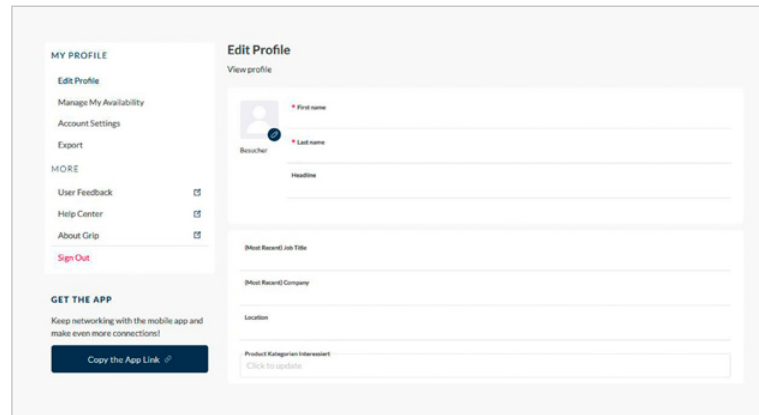 MY PROFILE
Edit Profile
Manage My Availability
Account Settings
Export
MORE
User Feedback
Help Center
About Grip
Sign Out
GET THE APP
Keep networking with the mobile app and
make even more connections!
Copy the App Link
Edit Profile
View profile
Besucher
* First name
* Last name
Headline
(Most Recent) Job Title
(Most Recent) Company
Location
Product Kategorien Interessiert
Click to update